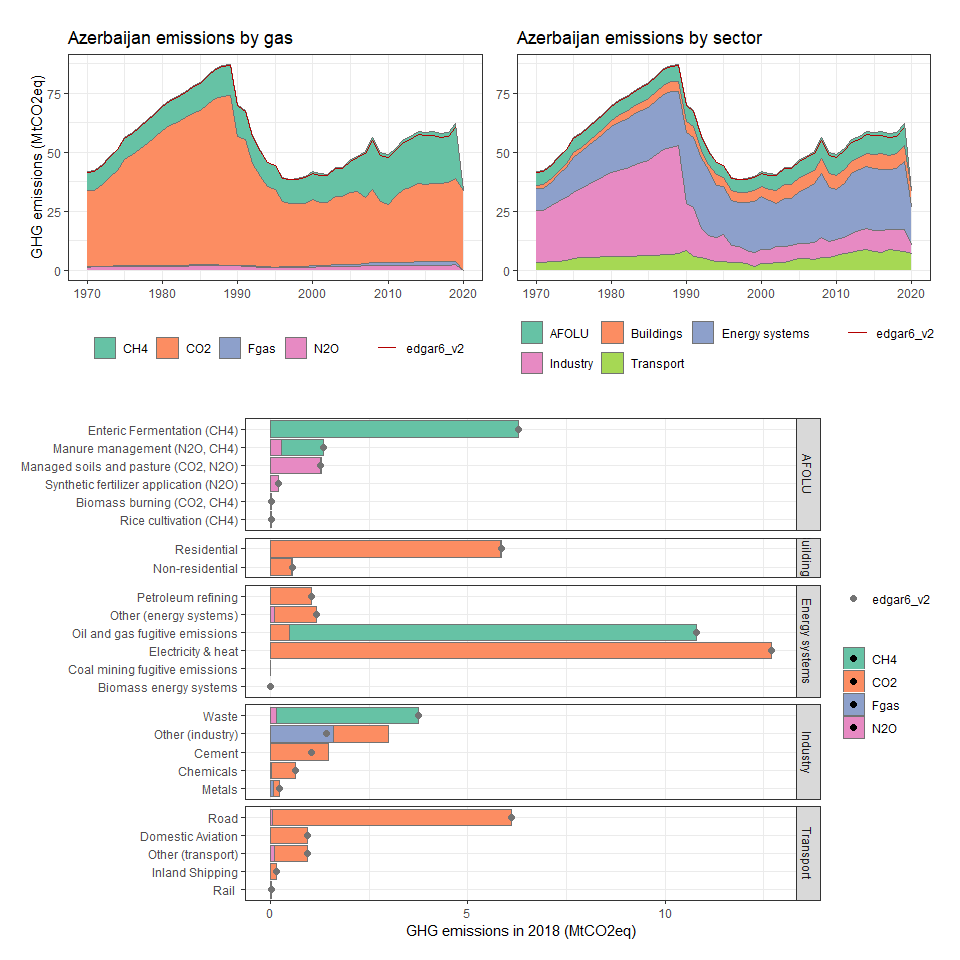 Azerbaijan emissions by gas
GHG emissions (MtCO2eq)
75
50
25
0
1970 1980 1990 2000 2010 2020
CH4 CO2 Fgas N2O edgar6_v2
Azerbaijan emissions by sector
75
50
25
0
1970 1980 1990 2000 2010 2020
AFOLU Buildings Energy systems edgar6_v2
Industry Transport
Enteric Fermentation (CH4)
Manure management (N2O, CH4)
Managed soils and pasture (CO2, N2O)
Synthetic fertilizer application (N2O)
Biomass burning (CO2, CH4)
Rice cultivation (CH4)
AFOLU
Residential
Non-residential
uilding
Petroleum refining
Other (energy systems)
Oil and gas fugitive emissions
Electricity & heat
Coal mining fugitive emissions
Biomass energy systems
Energy systems
Waste
Other (industry)
Cement
Chemicals
Metals
Industry
Road
Domestic Aviation
Other (transport)
Inland Shipping
Rail
Transport
0 5 10
GHG emissions in 2018 (MtCO2eq)
edgar6_v2
CH4
CO2
Fgas
N2O